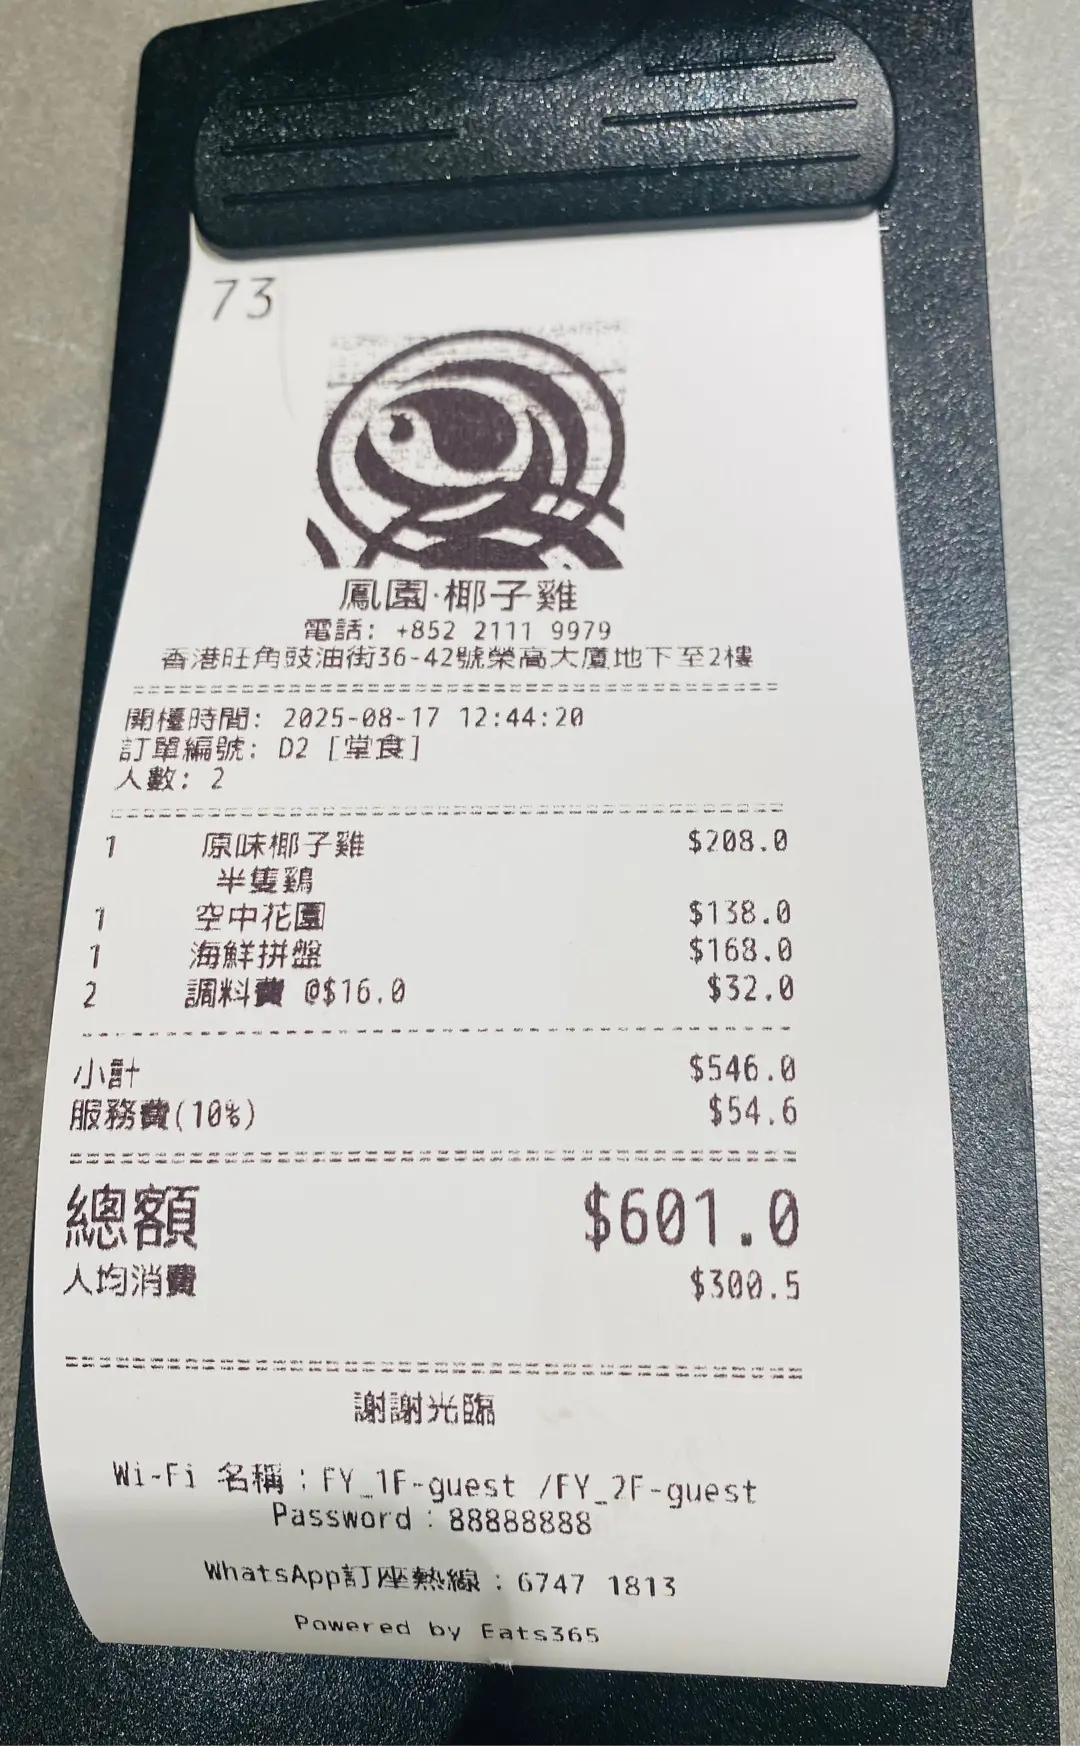 73
鳳園·椰子雞
電話: +852 2111 9979
香港旺角豉油街36-42號榮高大廈地下至2樓
開檯時間: 2025-08-17 12:44:20
訂單編號: D2 [堂食]
人數: 2
1 原味椰子雞 $208.0
半隻鷄
1 空中花園 $138.0
1 海鮮拼盤 $168.0
2 調料費 @$16.0 $32.0
小計 $546.0
服務費(10%) $54.6
總額 $601.0
人均消費 $300.5
謝謝光臨
Wi-Fi 名稱：FY_1F-guest /FY_2F-guest
Password：88888888
WhatsApp訂座熱線：6747 1813
Powered by Eats365